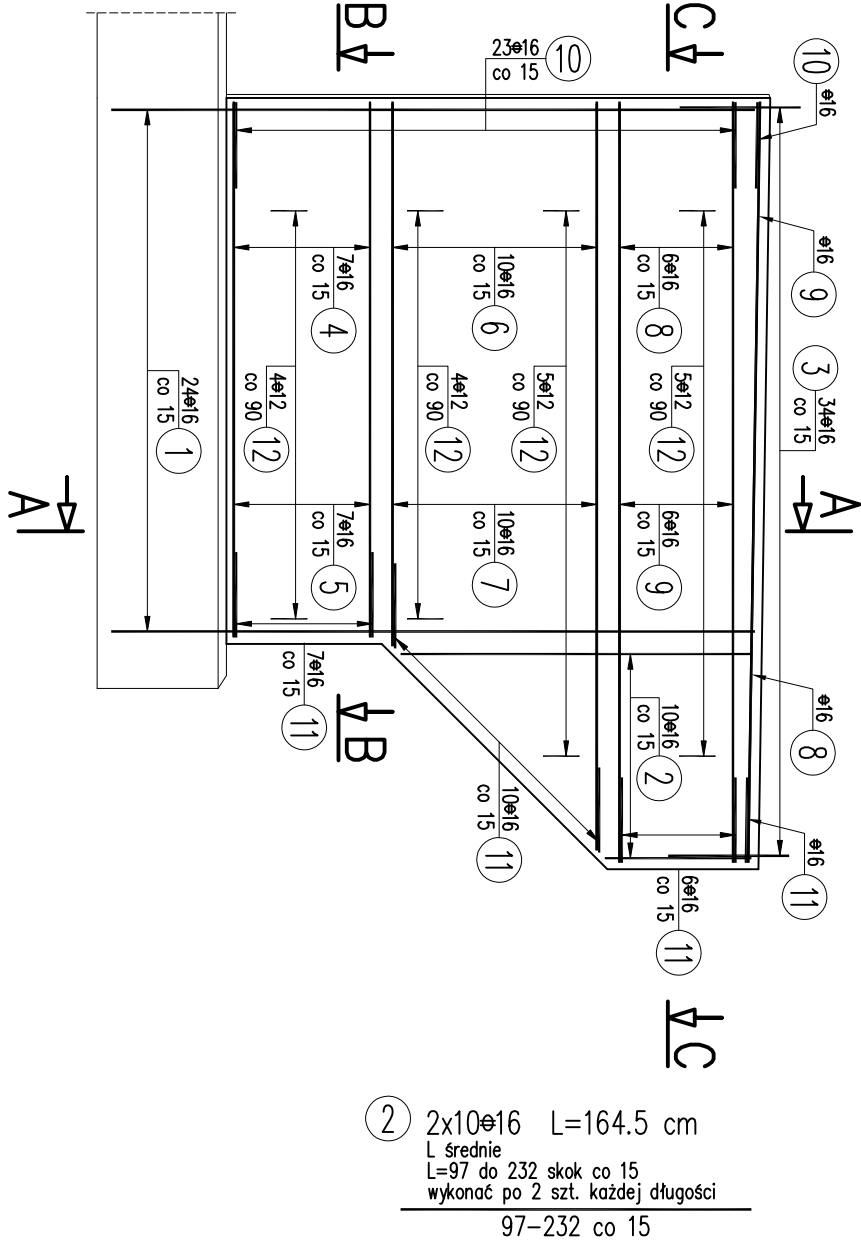 B
C
23⌀16
co 15
10
10
⌀16
⌀16
9
3
34⌀16
co 15
7⌀16
co 15
4
10⌀16
co 15
6
6⌀16
co 15
8
24⌀16
co 15
1
4⌀12
co 90
12
4⌀12
co 90
12
5⌀12
co 90
12
5⌀12
co 90
12
A
A
7⌀16
co 15
5
10⌀16
co 15
7
6⌀16
co 15
9
7⌀16
co 15
11
B
10⌀16
co 15
2
⌀16
8
10⌀16
co 15
11
⌀16
11
6⌀16
co 15
11
C
2 2x10⌀16 L=164.5 cm
L średnie
L=97 do 232 skok co 15
wykonać po 2 szt. każdej długości
97-232 co 15